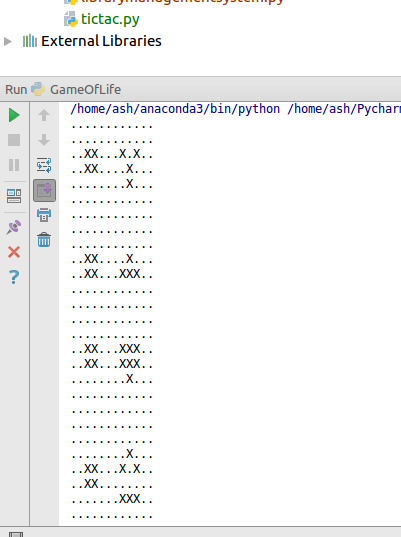 librarymanagementsystem.py
tictac.py
External Libraries
Run GameOfLife
/home/ash/anaconda3/bin/python /home/ash/Pycharm
............
............
..XX...X.X..
..XX....X...
........X...
............
............
............
............
..XX....X...
..XX...XXX..
............
............
............
............
..XX...XXX..
..XX...XXX..
........X...
............
............
............
............
........X...
..XX...X.X..
..XX........
.......XXX..
............